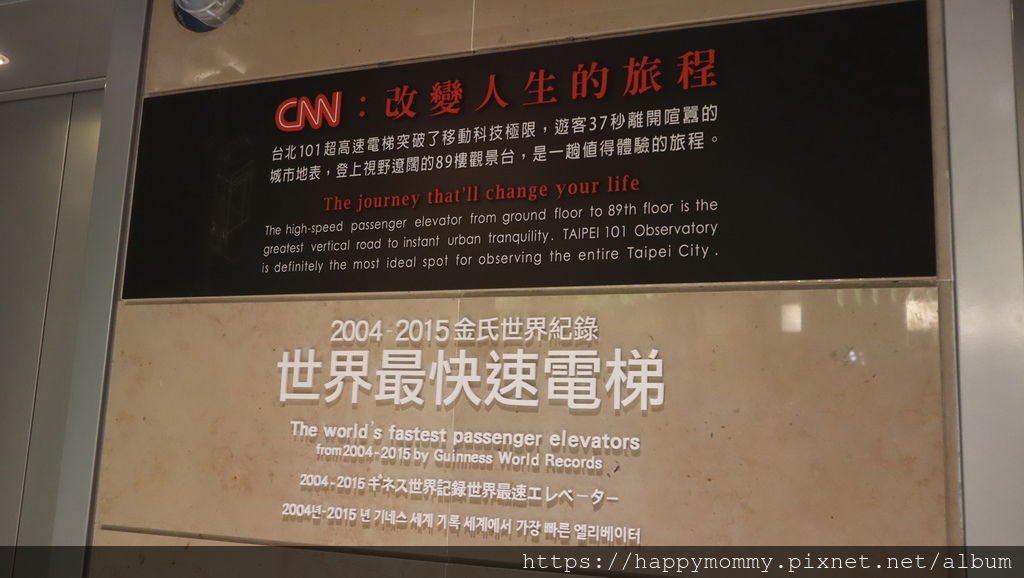 CNN：改變人生的旅程
台北101超高速電梯突破了移動科技極限，遊客37秒離開喧囂的
城市地表，登上視野遼闊的89樓觀景台，是一趟值得體驗的旅程。
The journey that'll change your life
The high-speed passenger elevator from ground floor to 89th floor is the
greatest vertical road to instant urban tranquility. TAIPEI 101 Observatory
is definitely the most ideal spot for observing the entire Taipei City.
2004-2015金氏世界紀錄
世界最快速電梯
The world's fastest passenger elevators
from 2004-2015 by Guinness World Records
2004-2015ギネス世界記録世界最速エレベーター
2004년-2015 년 기네스 세계 기록 세계에서 가장 빠른 엘리베이터
https://happymommy.pixnet.net/album